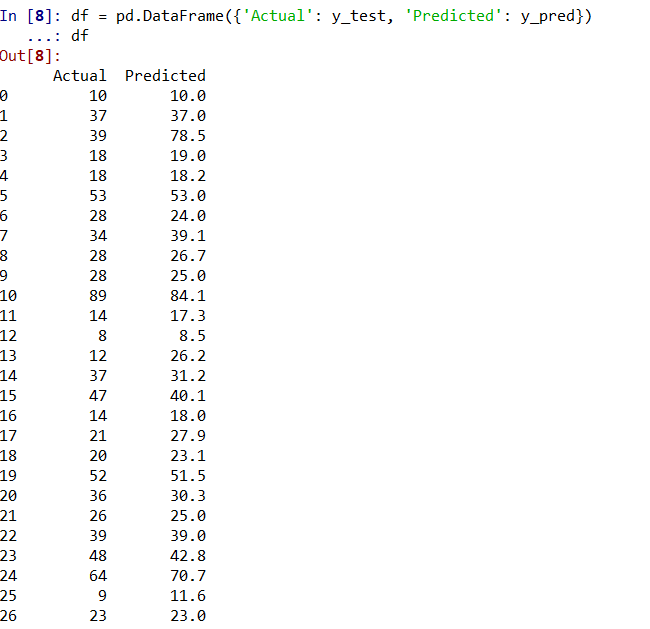 In [8]: df = pd.DataFrame({'Actual': y_test, 'Predicted': y_pred})
...: df
Out[8]:
Actual Predicted
0 10 10.0
1 37 37.0
2 39 78.5
3 18 19.0
4 18 18.2
5 53 53.0
6 28 24.0
7 34 39.1
8 28 26.7
9 28 25.0
10 89 84.1
11 14 17.3
12 8 8.5
13 12 26.2
14 37 31.2
15 47 40.1
16 14 18.0
17 21 27.9
18 20 23.1
19 52 51.5
20 36 30.3
21 26 25.0
22 39 39.0
23 48 42.8
24 64 70.7
25 9 11.6
26 23 23.0